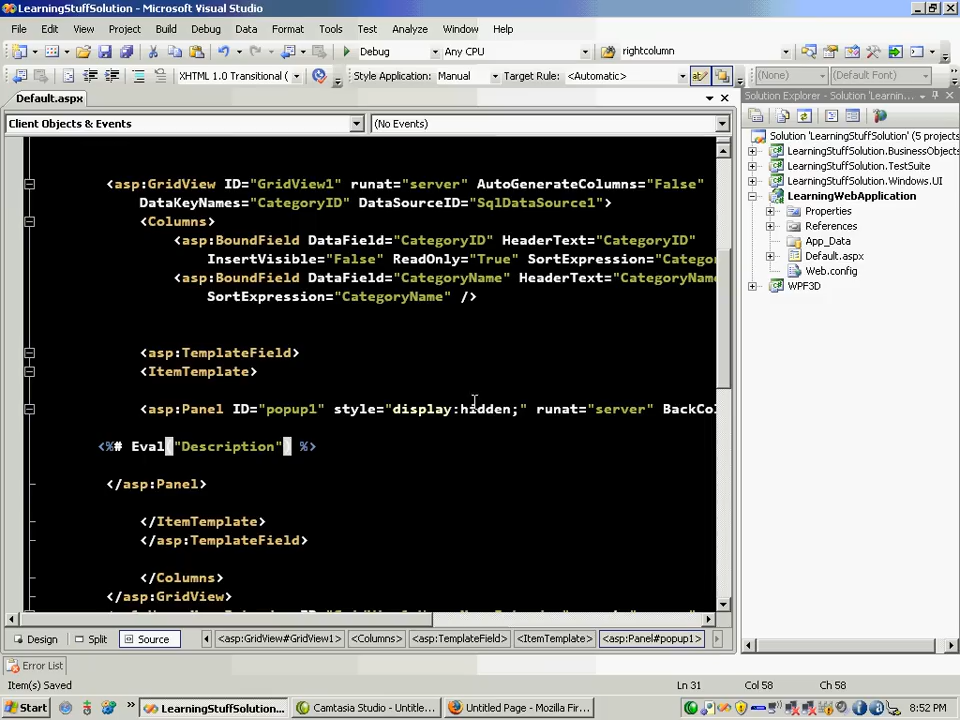 LearningStuffSolution - Microsoft Visual Studio
File Edit View Project Build Debug Format Tools Test Analyze Window Help
Debug Any CPU rightcolumn
XHTML 1.0 Transitional ( Style Application: Manual Target Rule: <Automatic> (None) (Default Font)
Default.aspx
Solution Explorer - Solution 'Learnin...
Client Objects & Events (No Events)
<asp:GridView ID="GridView1" runat="server" AutoGenerateColumns="False"
DataKeyNames="CategoryID" DataSourceID="SqlDataSource1">
<Columns>
<asp:BoundField DataField="CategoryID" HeaderText="CategoryID"
InsertVisible="False" ReadOnly="True" SortExpression="Catego
<asp:BoundField DataField="CategoryName" HeaderText="CategoryNam
SortExpression="CategoryName" />
<asp:TemplateField>
<ItemTemplate>
<asp:Panel ID="popup1" style="display:hidden;" runat="server" BackCol
<%# Eval("Description") %>
</asp:Panel>
</ItemTemplate>
</asp:TemplateField>
</Columns>
</asp:GridView>
Solution 'LearningStuffSolution' (5 projects
LearningStuffSolution.BusinessObjects
LearningStuffSolution.TestSuite
LearningStuffSolution.Windows.UI
LearningWebApplication
Properties
References
App_Data
Default.aspx
Web.config
WPF3D
Design Split Source <asp:GridView#GridView1> <Columns> <asp:TemplateField> <ItemTemplate> <asp:Panel#popup1>
Error List
Item(s) Saved Ln 31 Col 58 Ch 58
Start LearningStuffSolution... Camtasia Studio - Untitle... Untitled Page - Mozilla Fir... 8:52 PM